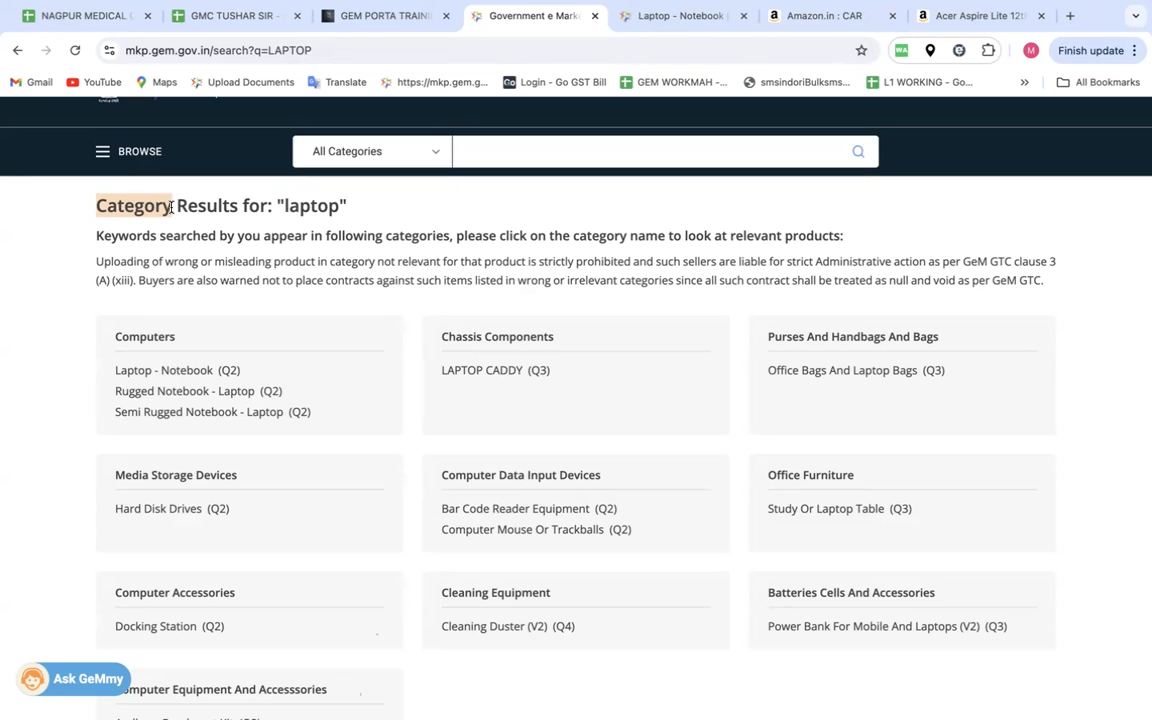 NAGPUR MEDICAL
GMC TUSHAR SIR -
GEM PORTA TRAINI
Government e Mark
Laptop - Notebook
Amazon.in : CAR
Acer Aspire Lite 12t
mkp.gem.gov.in/search?q=LAPTOP
WA
M
Finish update
Gmail
YouTube
Maps
Upload Documents
Translate
https://mkp.gem.g...
Go
Login - Go GST Bill
GEM WORKMAH -...
smsindoriBulksms...
L1 WORKING - Go...
»
All Bookmarks
BROWSE
All Categories
Category Results for: "laptop"
Keywords searched by you appear in following categories, please click on the category name to look at relevant products:
Uploading of wrong or misleading product in category not relevant for that product is strictly prohibited and such sellers are liable for strict Administrative action as per GeM GTC clause 3
(A) (xiii). Buyers are also warned not to place contracts against such items listed in wrong or irrelevant categories since all such contract shall be treated as null and void as per GeM GTC.
Computers
Laptop - Notebook (Q2)
Rugged Notebook - Laptop (Q2)
Semi Rugged Notebook - Laptop (Q2)
Chassis Components
LAPTOP CADDY (Q3)
Purses And Handbags And Bags
Office Bags And Laptop Bags (Q3)
Media Storage Devices
Hard Disk Drives (Q2)
Computer Data Input Devices
Bar Code Reader Equipment (Q2)
Computer Mouse Or Trackballs (Q2)
Office Furniture
Study Or Laptop Table (Q3)
Computer Accessories
Docking Station (Q2)
Cleaning Equipment
Cleaning Duster (V2) (Q4)
Batteries Cells And Accessories
Power Bank For Mobile And Laptops (V2) (Q3)
Ask GeMmy
omputer Equipment And Accesssories